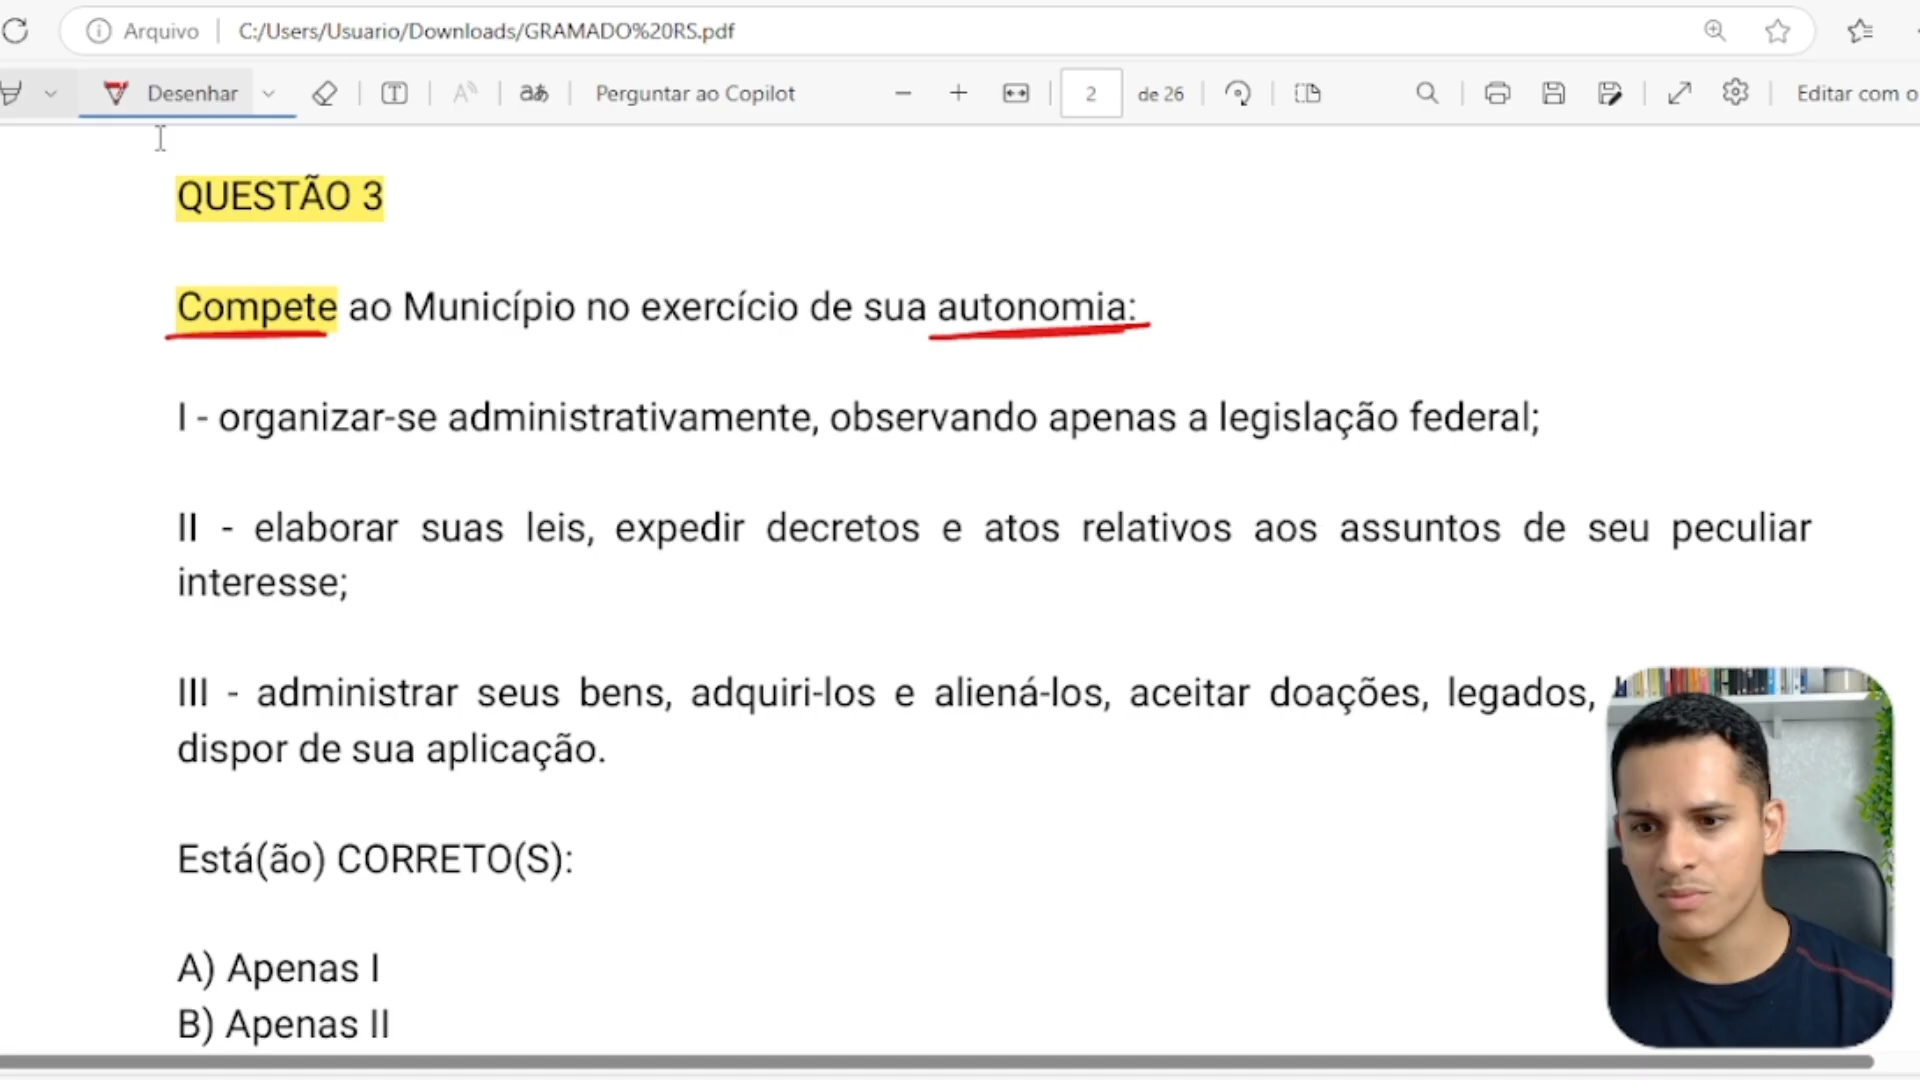 Arquivo C:/Users/Usuario/Downloads/GRAMADO%20RS.pdf
Desenhar aあ Perguntar ao Copilot 2 de 26 Editar com o
QUESTÃO 3
Compete ao Município no exercício de sua autonomia:
I - organizar-se administrativamente, observando apenas a legislação federal;
II - elaborar suas leis, expedir decretos e atos relativos aos assuntos de seu peculiar
interesse;
III - administrar seus bens, adquiri-los e aliená-los, aceitar doações, legados,
dispor de sua aplicação.
Está(ão) CORRETO(S):
A) Apenas I
B) Apenas II